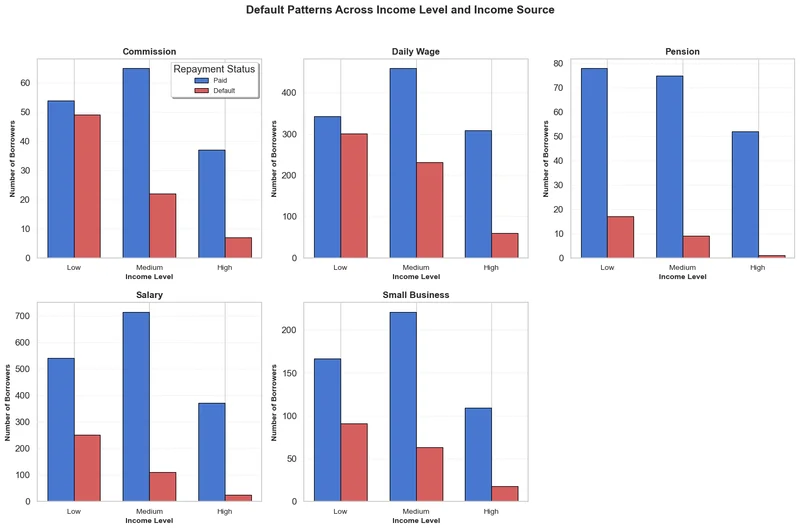 Default Patterns Across Income Level and Income Source
Commission
Number of Borrowers
60
50
40
30
20
10
0
Repayment Status
Paid
Default
Low Medium High
Income Level
Daily Wage
Number of Borrowers
400
300
200
100
0
Low Medium High
Income Level
Pension
Number of Borrowers
80
70
60
50
40
30
20
10
0
Low Medium High
Income Level
Salary
Number of Borrowers
700
600
500
400
300
200
100
0
Low Medium High
Income Level
Small Business
Number of Borrowers
200
150
100
50
0
Low Medium High
Income Level